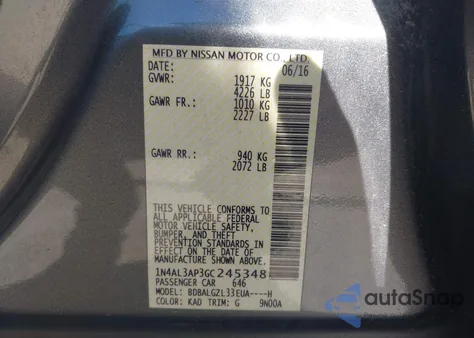 MFD BY NISSAN MOTOR CO., LTD
DATE: 06/16
GVWR: 1917 KG
4226 LB
GAWR FR.: 1010 KG
2227 LB
GAWR RR.: 940 KG
2072 LB
THIS VEHICLE CONFORMS TO
ALL APPLICABLE FEDERAL
MOTOR VEHICLE SAFETY,
BUMPER, AND THEFT
PREVENTION STANDARDS IN
EFFECT ON THE DATE OF
MANUFACTURE SHOWN ABOVE.
1N4AL3AP3GC245348
PASSENGER CAR 646
MODEL: BDBALGZL33EUA----H
COLOR: KAD TRIM: G 9N00A
autoSnap